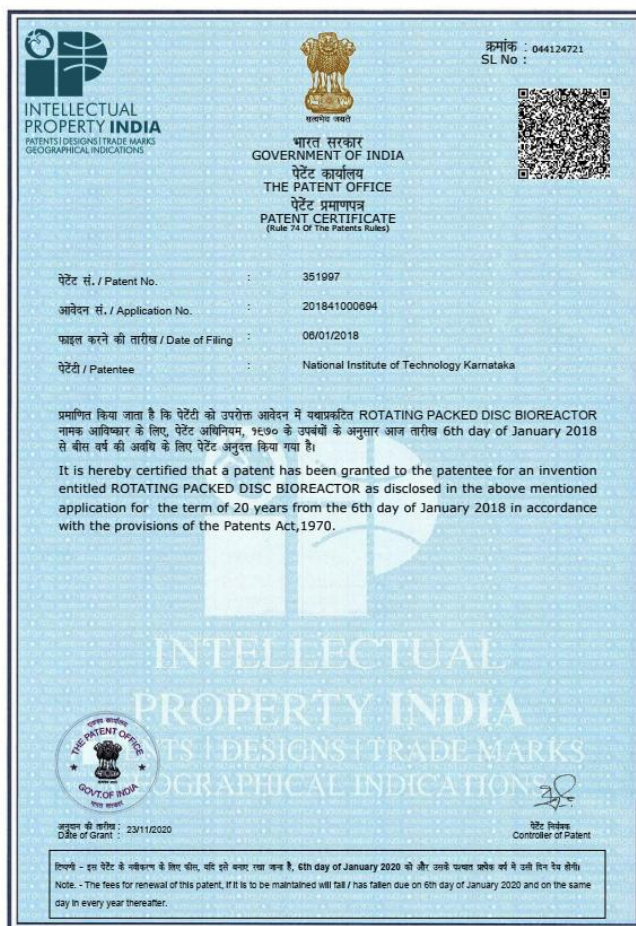 क्रमांक : 044124721
SL No :
INTELLECTUAL
PROPERTY INDIA
PATENTS | DESIGNS | TRADE MARKS
GEOGRAPHICAL INDICATIONS
सत्यमेव जयते
भारत सरकार
GOVERNMENT OF INDIA
पेटेंट कार्यालय
THE PATENT OFFICE
पेटेंट प्रमाणपत्र
PATENT CERTIFICATE
(Rule 74 Of The Patents Rules)
पेटेंट सं. / Patent No. : 351997
आवेदन सं. / Application No. : 201841000694
फाइल करने की तारीख / Date of Filing : 06/01/2018
पेटेंटी / Patentee : National Institute of Technology Karnataka
प्रमाणित किया जाता है कि पेटेंटी को उपरोक्त आवेदन में यथाप्रकटित ROTATING PACKED DISC BIOREACTOR
नामक आविष्कार के लिए, पेटेंट अधिनियम, १९७० के उपबंधों के अनुसार आज तारीख 6th day of January 2018
से बीस वर्ष की अवधि के लिए पेटेंट अनुदत्त किया गया है।
It is hereby certified that a patent has been granted to the patentee for an invention
entitled ROTATING PACKED DISC BIOREACTOR as disclosed in the above mentioned
application for the term of 20 years from the 6th day of January 2018 in accordance
with the provisions of the Patents Act,1970.
INTELLECTUAL
PROPERTY INDIA
TS | DESIGNS | TRADE MARKS
OGRAPHICAL INDICATIONS
THE PATENT OFFICE
GOVT.OF INDIA
भारत सरकार
अनुदान की तारीख :
Date of Grant : 23/11/2020
पेटेंट नियंत्रक
Controller of Patent
टिप्पणी - इस पेटेंट के नवीकरण के लिए फीस, यदि इसे बनाए रखा जाना है, 6th day of January 2020 को और उसके पश्चात प्रत्येक वर्ष में उसी दिन देय होगी।
Note. - The fees for renewal of this patent, if it is to be maintained will fall / has fallen due on 6th day of January 2020 and on the same
day in every year thereafter.